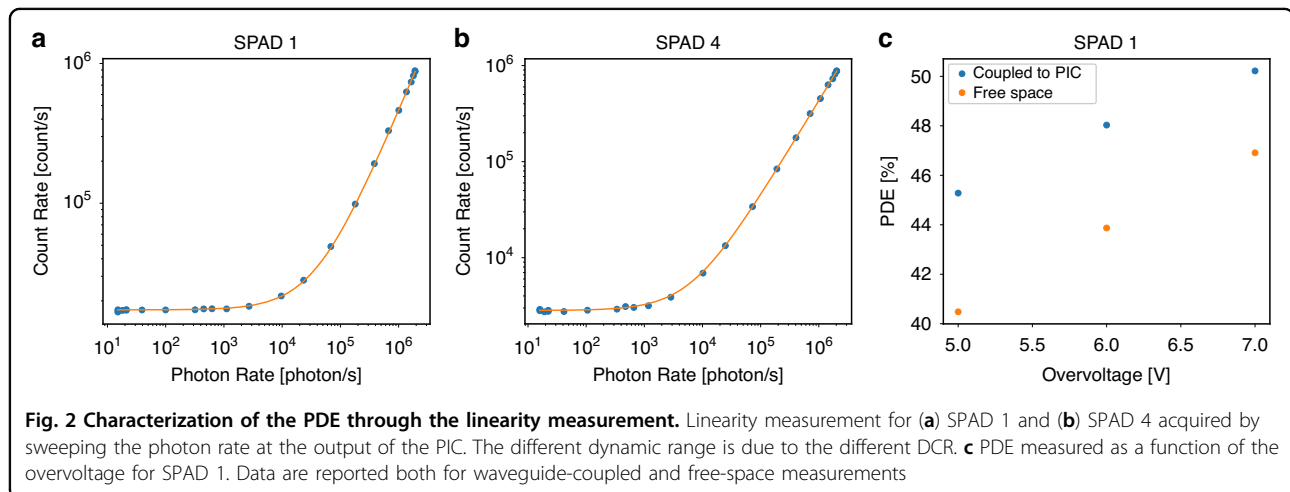 a
SPAD 1
10^6
10^5
Count Rate [count/s]
10^1 10^2 10^3 10^4 10^5 10^6
Photon Rate [photon/s]
b
SPAD 4
10^6
10^5
10^4
Count Rate [count/s]
10^1 10^2 10^3 10^4 10^5 10^6
Photon Rate [photon/s]
c
SPAD 1
Coupled to PIC
Free space
50
48
46
44
42
40
PDE [%]
5.0 5.5 6.0 6.5 7.0
Overvoltage [V]
Fig. 2 Characterization of the PDE through the linearity measurement. Linearity measurement for (a) SPAD 1 and (b) SPAD 4 acquired by
sweeping the photon rate at the output of the PIC. The different dynamic range is due to the different DCR. c PDE measured as a function of the
overvoltage for SPAD 1. Data are reported both for waveguide-coupled and free-space measurements